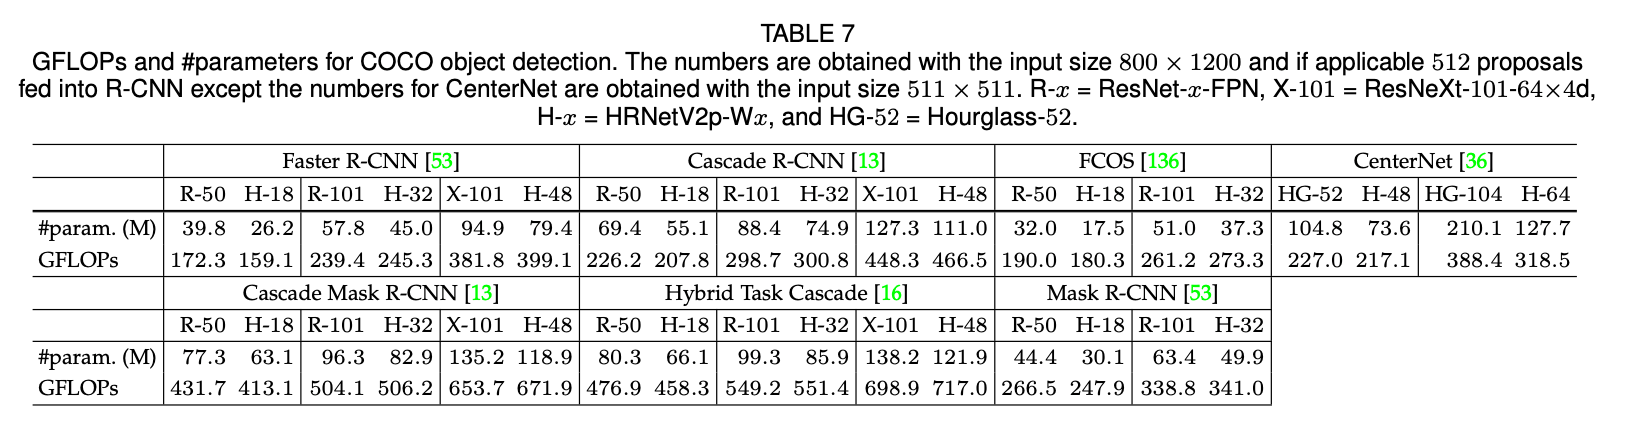 TABLE 7
GFLOPs and #parameters for COCO object detection. The numbers are obtained with the input size 800 × 1200 and if applicable 512 proposals
fed into R-CNN except the numbers for CenterNet are obtained with the input size 511 × 511. R-x = ResNet-x-FPN, X-101 = ResNeXt-101-64×4d,
H-x = HRNetV2p-Wx, and HG-52 = Hourglass-52.
Faster R-CNN [53] Cascade R-CNN [13] FCOS [136] CenterNet [36]
R-50 H-18 R-101 H-32 X-101 H-48 R-50 H-18 R-101 H-32 X-101 H-48 R-50 H-18 R-101 H-32 HG-52 H-48 HG-104 H-64
#param. (M) 39.8 26.2 57.8 45.0 94.9 79.4 69.4 55.1 88.4 74.9 127.3 111.0 32.0 17.5 51.0 37.3 104.8 73.6 210.1 127.7
GFLOPs 172.3 159.1 239.4 245.3 381.8 399.1 226.2 207.8 298.7 300.8 448.3 466.5 190.0 180.3 261.2 273.3 227.0 217.1 388.4 318.5
Cascade Mask R-CNN [13] Hybrid Task Cascade [16] Mask R-CNN [53]
R-50 H-18 R-101 H-32 X-101 H-48 R-50 H-18 R-101 H-32 X-101 H-48 R-50 H-18 R-101 H-32
#param. (M) 77.3 63.1 96.3 82.9 135.2 118.9 80.3 66.1 99.3 85.9 138.2 121.9 44.4 30.1 63.4 49.9
GFLOPs 431.7 413.1 504.1 506.2 653.7 671.9 476.9 458.3 549.2 551.4 698.9 717.0 266.5 247.9 338.8 341.0